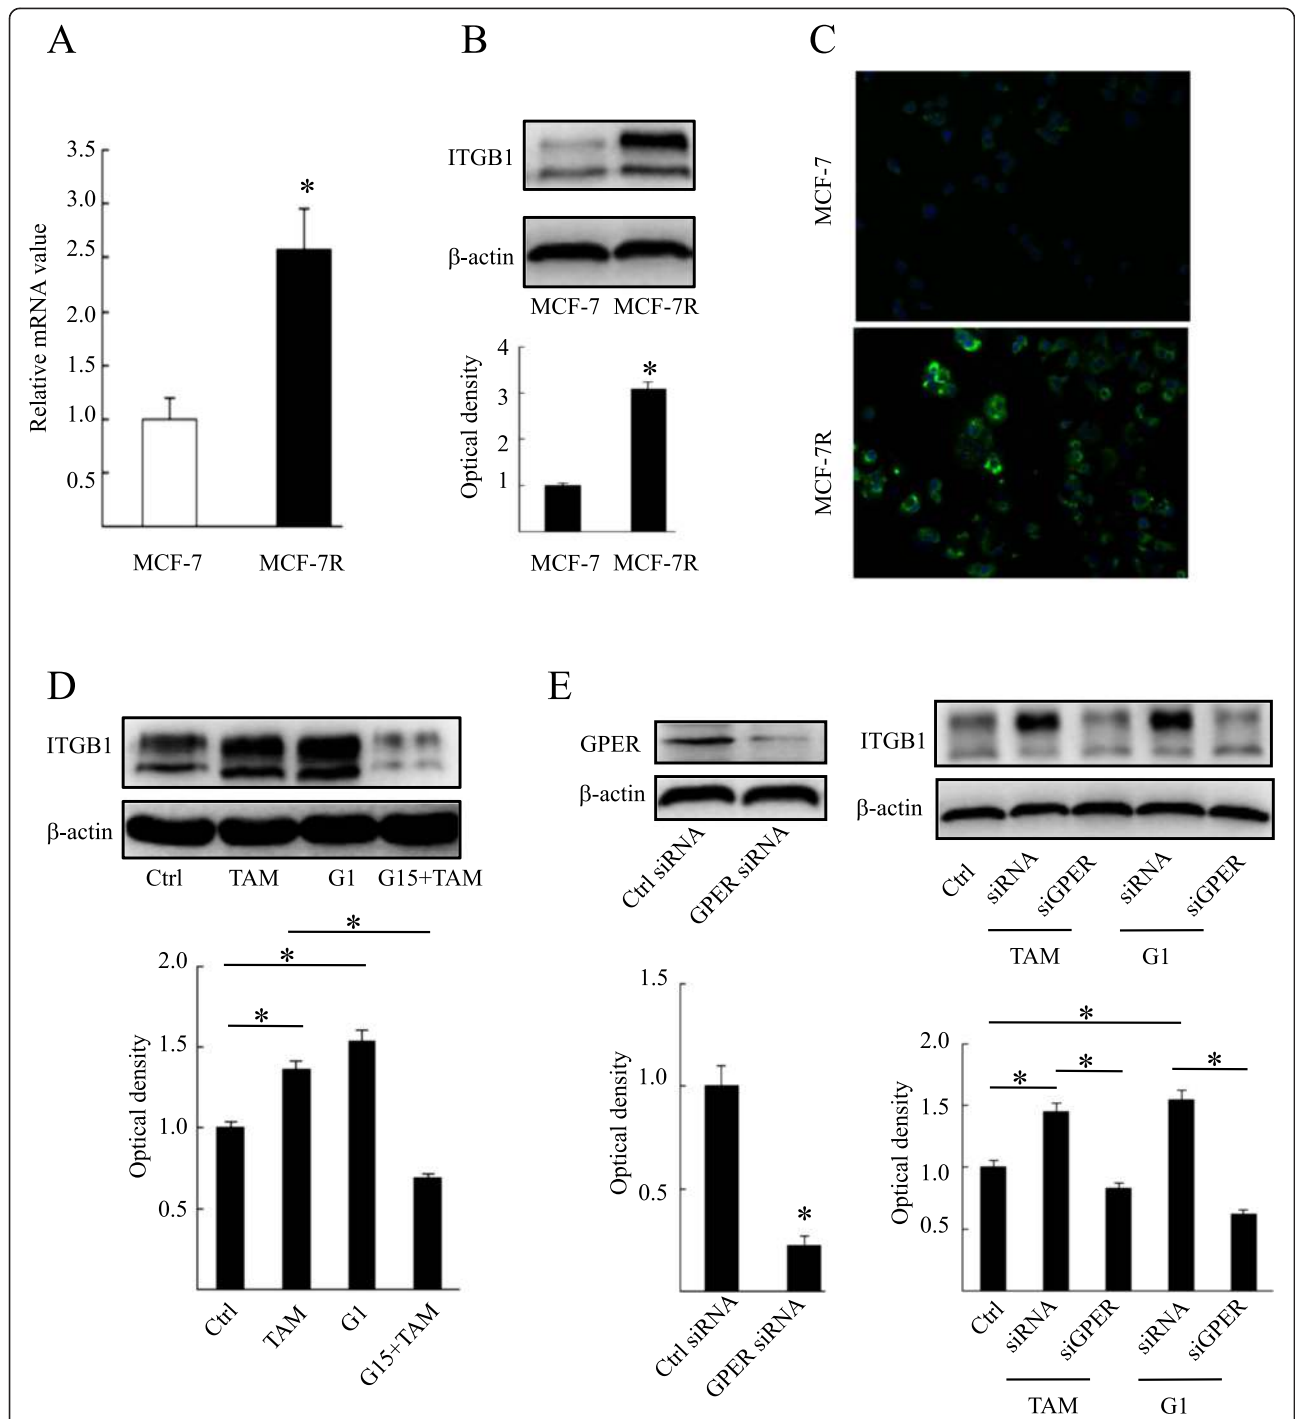 A
B
C
3.5
3.0
2.5
2.0
1.5
1.0
0.5
Relative mRNA value
*
MCF-7 MCF-7R
ITGB1
β-actin
MCF-7 MCF-7R
4
3
2
1
Optical density
*
MCF-7 MCF-7R
MCF-7
MCF-7R
D
ITGB1
β-actin
Ctrl TAM G1 G15+TAM
2.0
1.5
1.0
0.5
Optical density
*
*
*
Ctrl
TAM
G1
G15+TAM
E
GPER
β-actin
Ctrl siRNA
GPER siRNA
1.5
1.0
0.5
Optical density
*
Ctrl siRNA
GPER siRNA
ITGB1
β-actin
Ctrl
siRNA
siGPER
siRNA
siGPER
TAM G1
2.0
1.5
1.0
0.5
Optical density
*
*
*
*
Ctrl
siRNA
siGPER
siRNA
siGPER
TAM G1